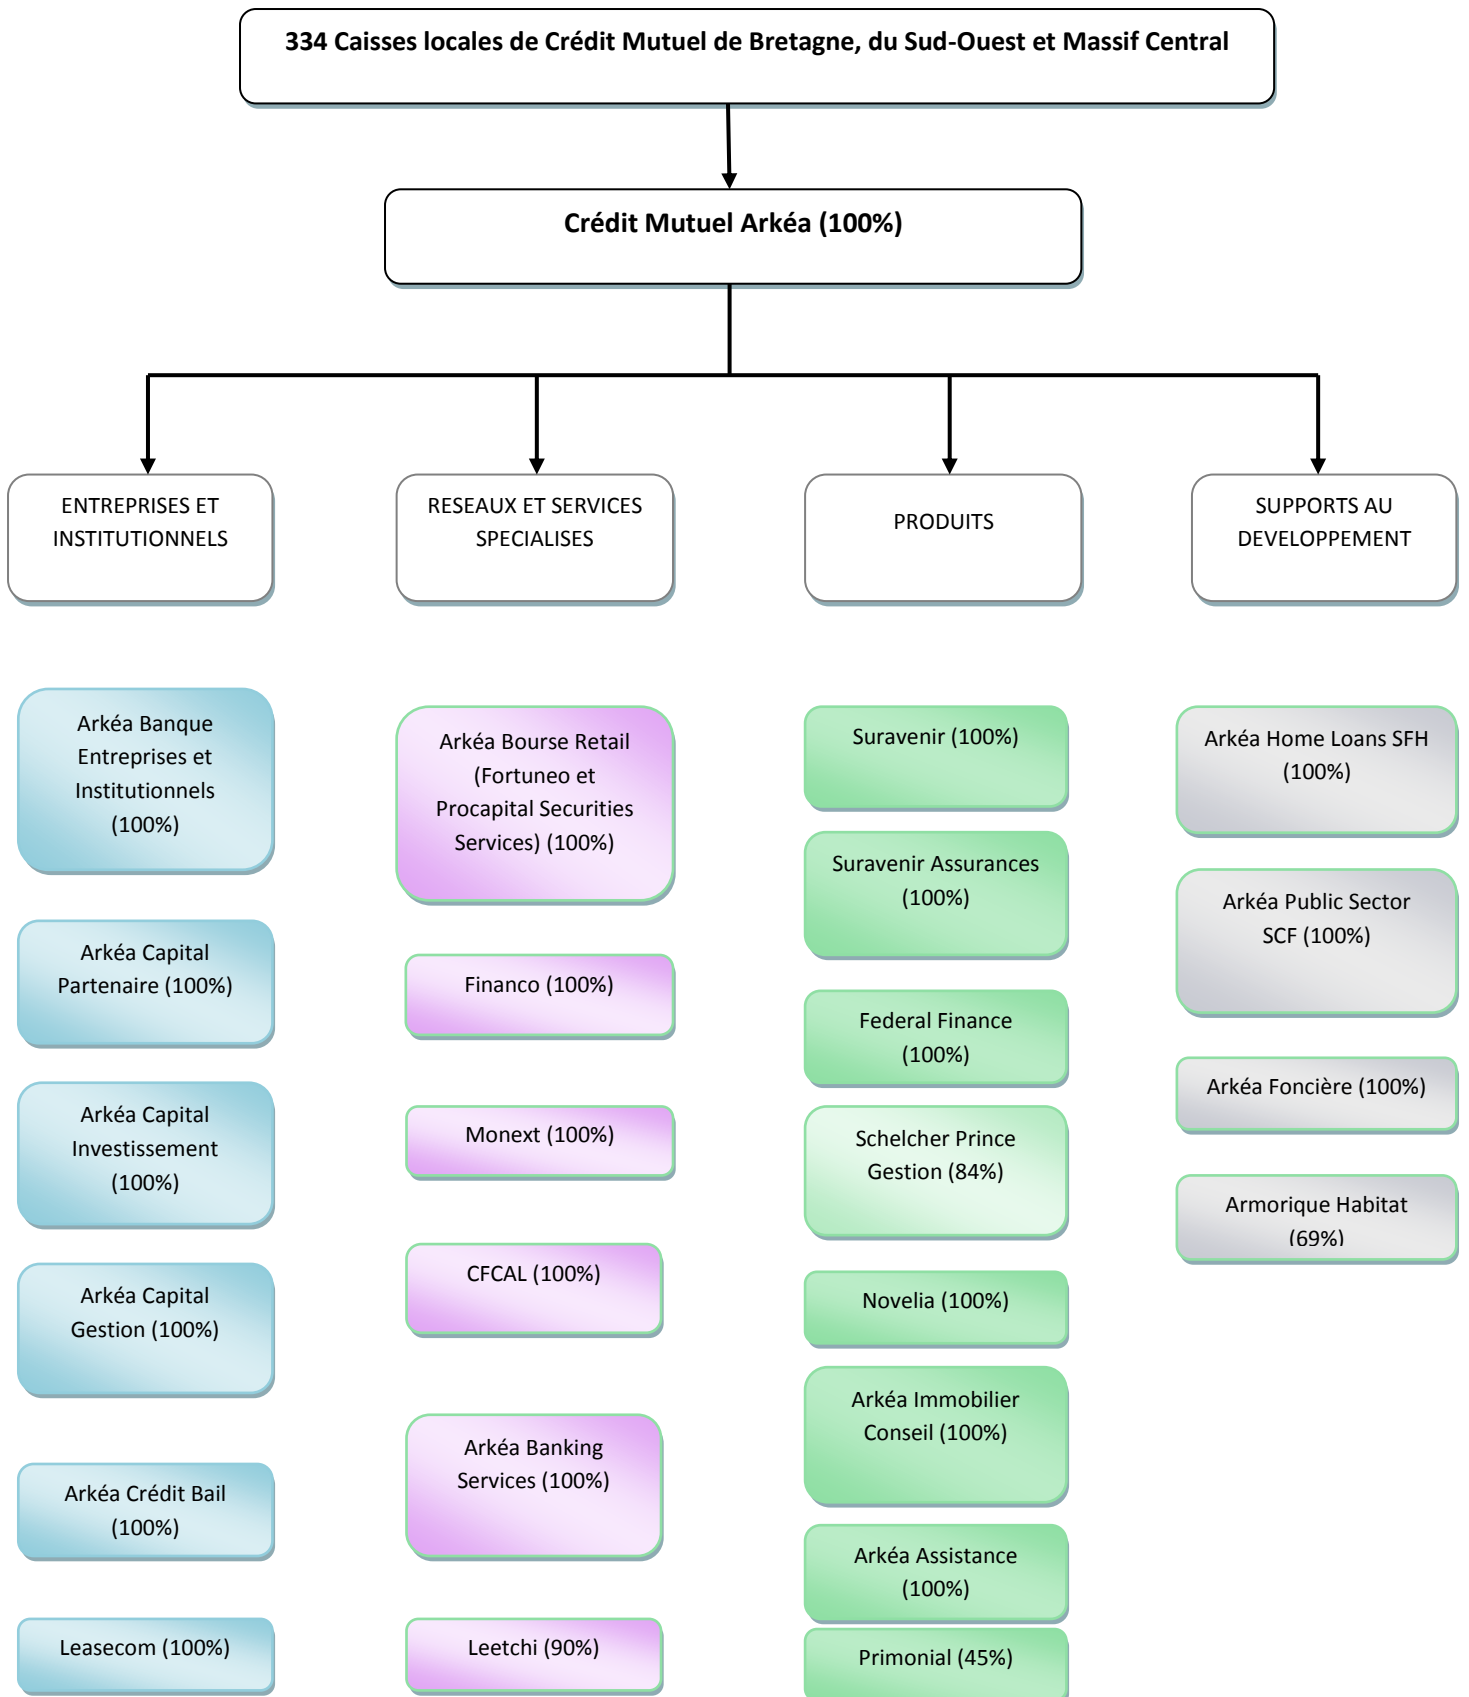 334 Caisses locales de Crédit Mutuel de Bretagne, du Sud-Ouest et Massif Central
Crédit Mutuel Arkéa (100%)
ENTREPRISES ET
INSTITUTIONNELS
RESEAUX ET SERVICES
SPECIALISES
PRODUITS
SUPPORTS AU
DEVELOPPEMENT
Arkéa Banque
Entreprises et
Institutionnels
(100%)
Arkéa Capital
Partenaire (100%)
Arkéa Capital
Investissement
(100%)
Arkéa Capital
Gestion (100%)
Arkéa Crédit Bail
(100%)
Leasecom (100%)
Arkéa Bourse Retail
(Fortuneo et
Procapital Securities
Services) (100%)
Financo (100%)
Monext (100%)
CFCAL (100%)
Arkéa Banking
Services (100%)
Leetchi (90%)
Suravenir (100%)
Suravenir Assurances
(100%)
Federal Finance
(100%)
Schelcher Prince
Gestion (84%)
Novelia (100%)
Arkéa Immobilier
Conseil (100%)
Arkéa Assistance
(100%)
Primonial (45%)
Arkéa Home Loans SFH
(100%)
Arkéa Public Sector
SCF (100%)
Arkéa Foncière (100%)
Armorique Habitat
(69%)